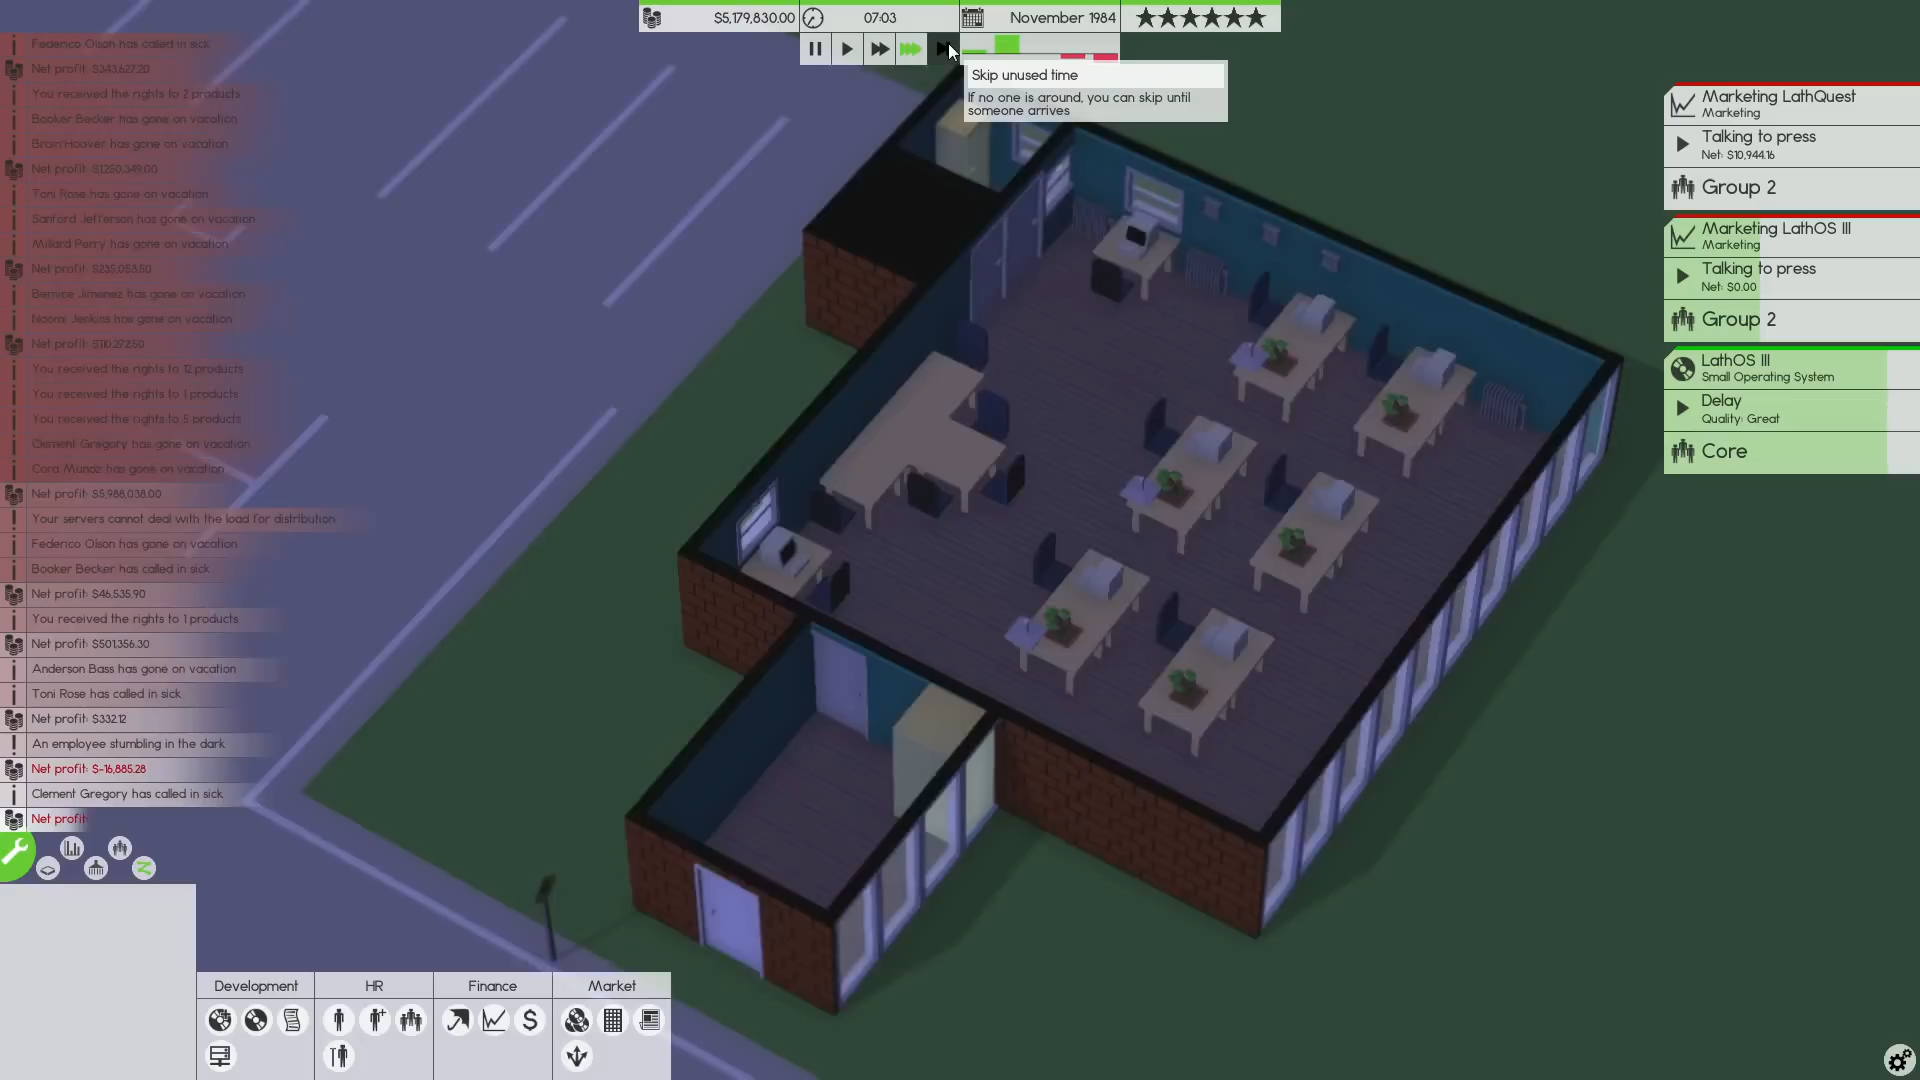 $5,179,830.00
07:03
November 1984
Skip unused time
If no one is around, you can skip until
someone arrives
Federico Olson has called in sick
Net profit: $343,627.20
You received the rights to 2 products
Booker Becker has gone on vacation
Brain Hoover has gone on vacation
Net profit: $1,250,349.00
Toni Rose has gone on vacation
Sanford Jefferson has gone on vacation
Millard Perry has gone on vacation
Net profit: $235,053.50
Bernice Jimenez has gone on vacation
Naomi Jenkins has gone on vacation
Net profit: $110,272.50
You received the rights to 12 products
You received the rights to 1 products
You received the rights to 5 products
Clement Gregory has gone on vacation
Cora Mundo has gone on vacation
Net profit: $5,988,038.00
Your servers cannot deal with the load for distribution
Federico Olson has gone on vacation
Booker Becker has called in sick
Net profit: $46,535.90
You received the rights to 1 products
Net profit: $501,356.30
Anderson Bass has gone on vacation
Toni Rose has called in sick
Net profit: $332.12
An employee stumbling in the dark
Net profit: $-16,885.28
Clement Gregory has called in sick
Net profit:
Marketing LathQuest
Marketing
Talking to press
Net: $10,944.16
Group 2
Marketing LathOS III
Marketing
Talking to press
Net: $0.00
Group 2
LathOS III
Small Operating System
Delay
Quality: Great
Core
Development
HR
Finance
Market